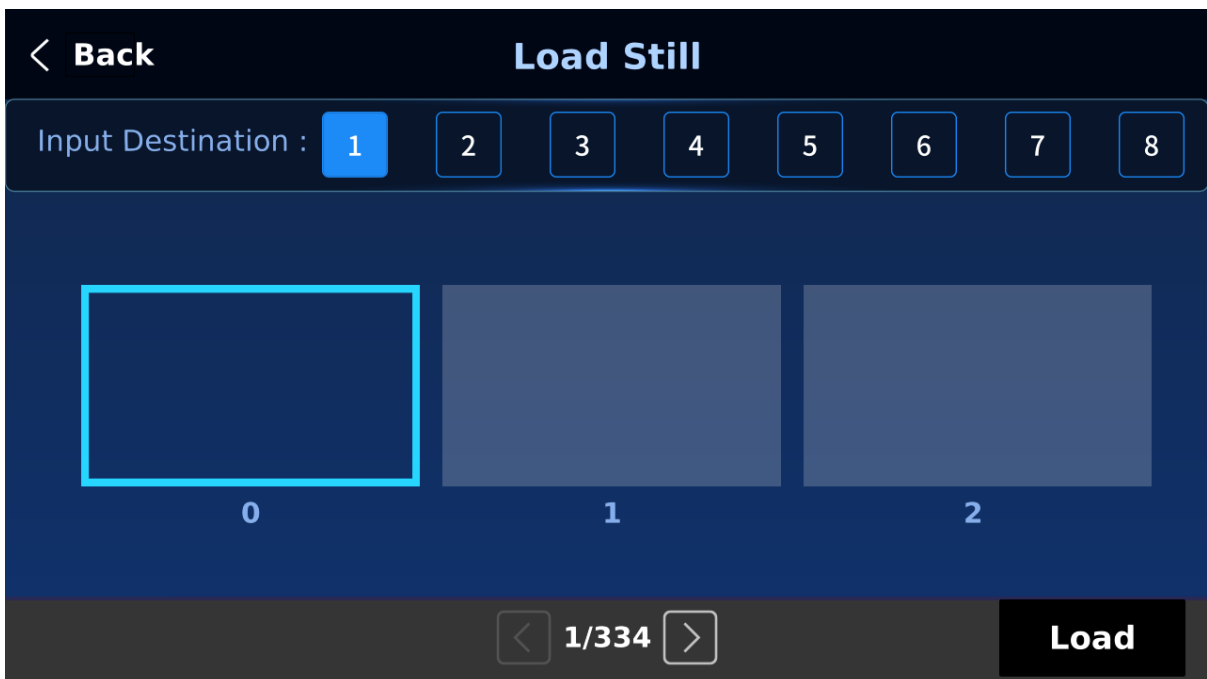 Back
Load Still
Input Destination : 1 2 3 4 5 6 7 8
0 1 2
1/334
Load